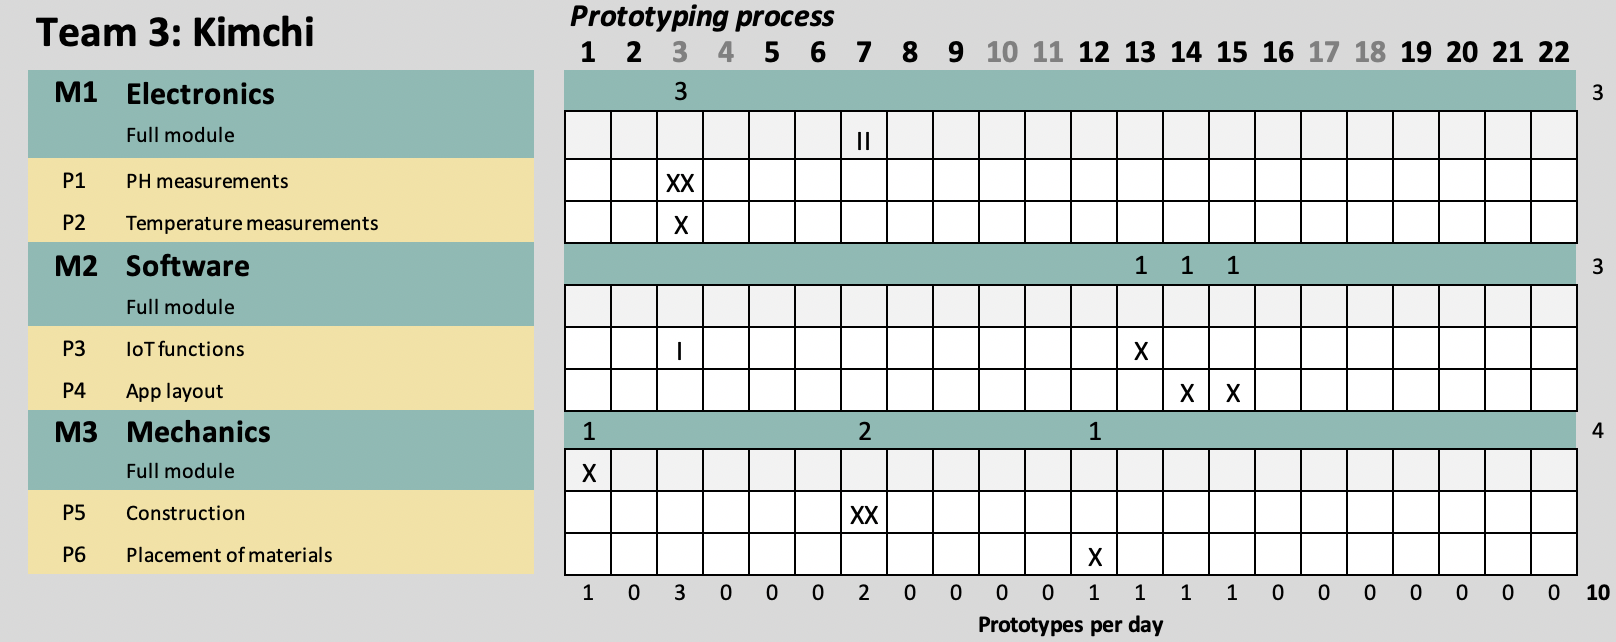 Team 3: Kimchi
Prototyping process
1 2 3 4 5 6 7 8 9 10 11 12 13 14 15 16 17 18 19 20 21 22
M1 Electronics 3 3
Full module II
P1 PH measurements XX
P2 Temperature measurements X
M2 Software 1 1 1 3
Full module
P3 IoT functions I X
P4 App layout X X
M3 Mechanics 1 2 1 4
Full module X
P5 Construction XX
P6 Placement of materials X
1 0 3 0 0 0 2 0 0 0 0 1 1 1 1 0 0 0 0 0 0 0 10
Prototypes per day